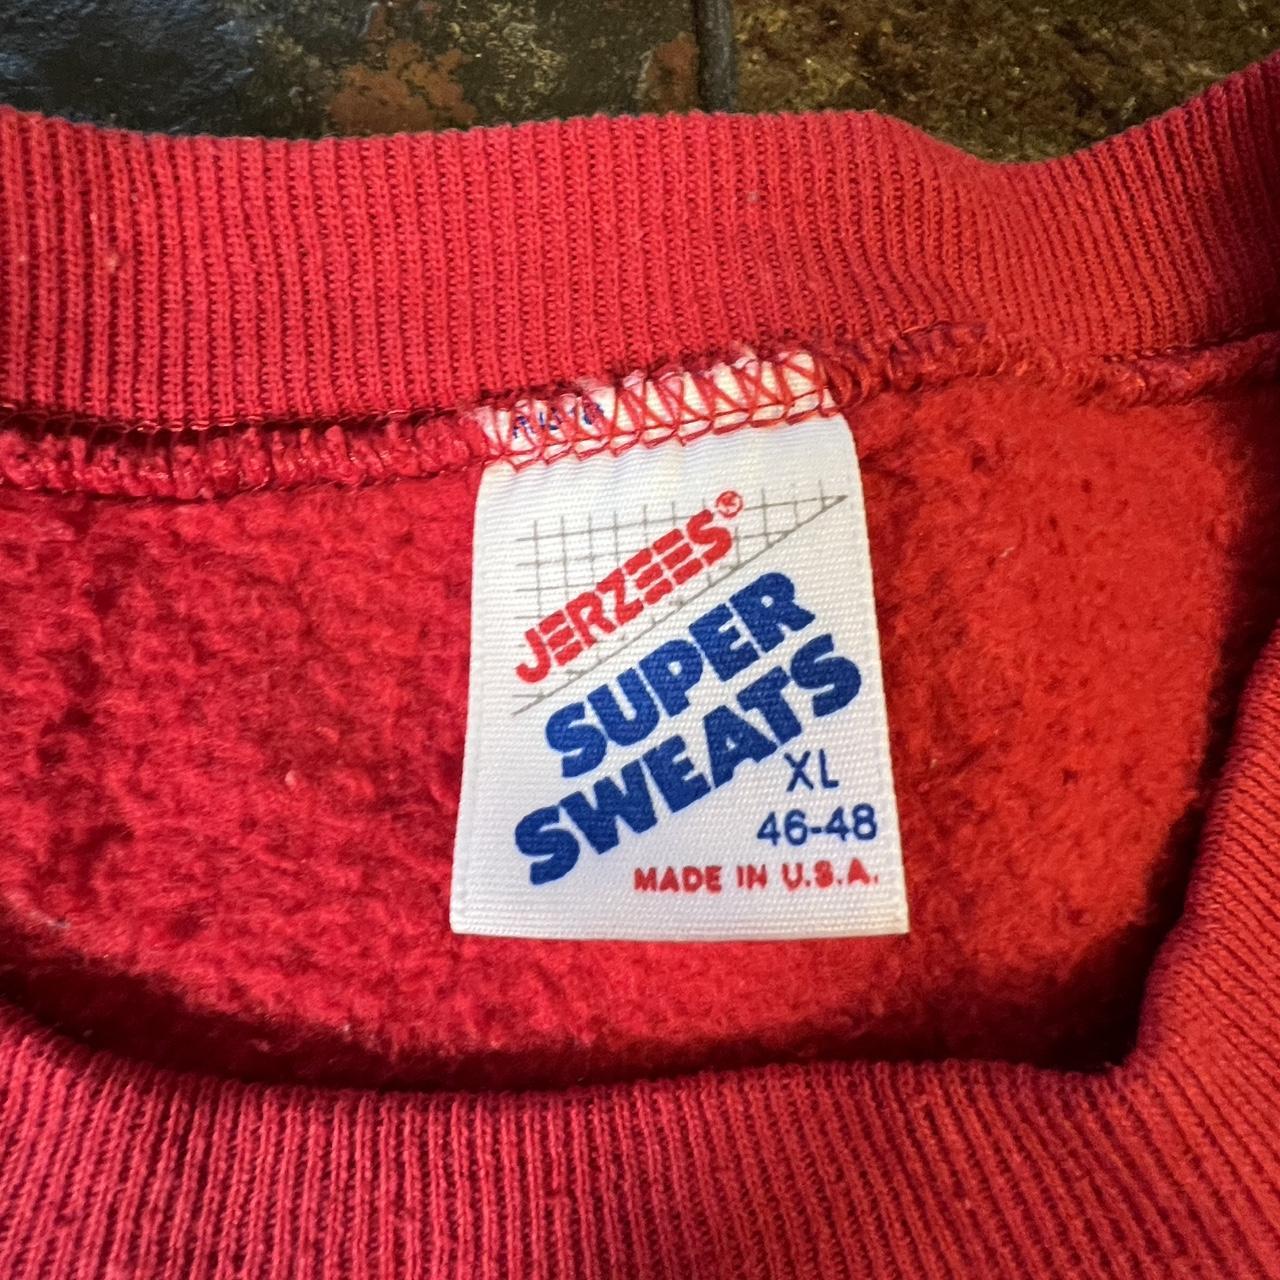 JERZEES®
SUPER
SWEATS
XL
46-48
MADE IN U.S.A.